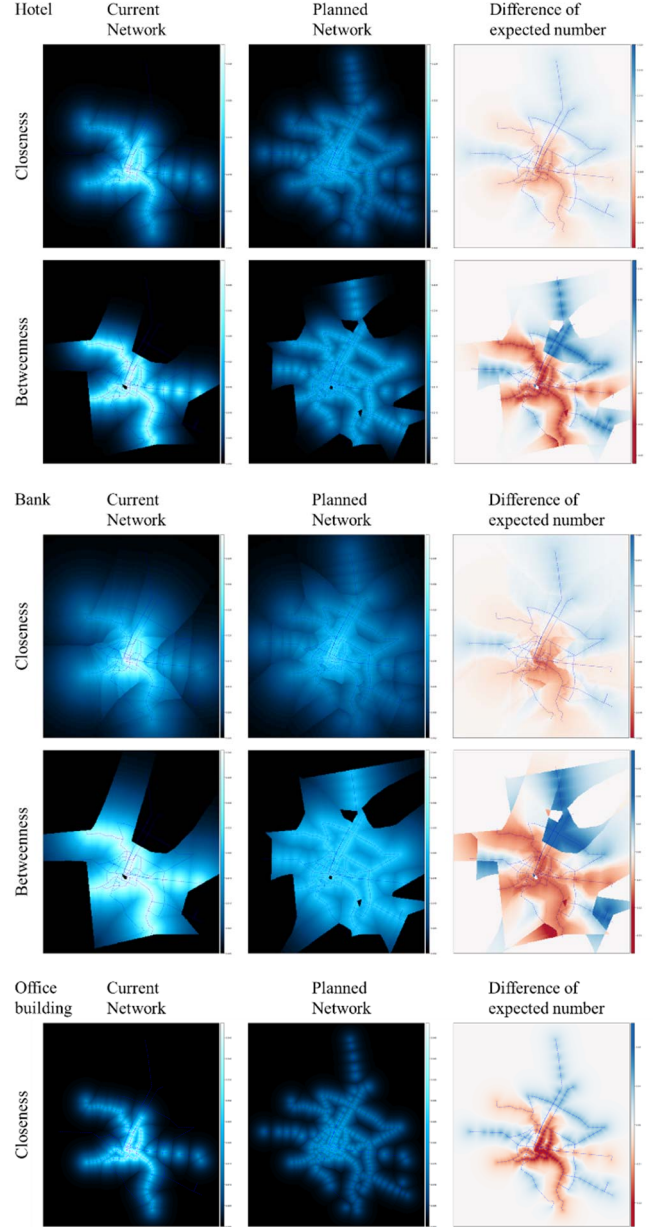 Hotel
Current
Network
Planned
Network
Difference of
expected number
Closeness
Betweenness
Bank
Current
Network
Planned
Network
Difference of
expected number
Closeness
Betweenness
Office
building
Current
Network
Planned
Network
Difference of
expected number
Closeness